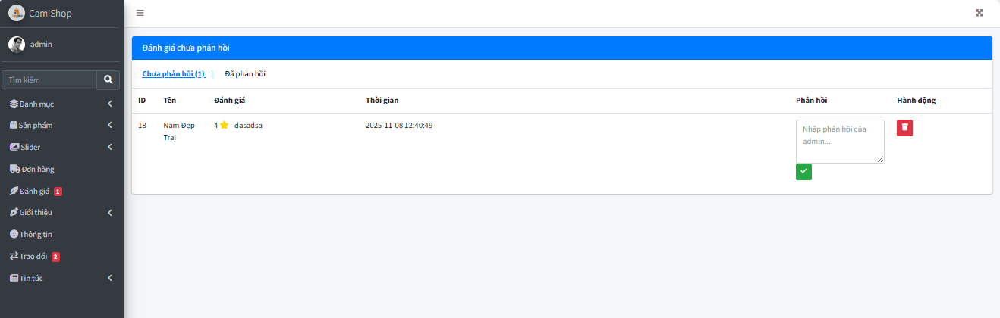 CamiShop
admin
Tìm kiếm
Danh mục
Sản phẩm
Slider
Đơn hàng
Đánh giá 1
Giới thiệu
Thông tin
Trao đổi 2
Tin tức
Đánh giá chưa phản hồi
Chưa phản hồi (1) | Đã phản hồi
ID Tên Đánh giá Thời gian Phản hồi Hành động
18 Nam Đẹp 4 ⭐ - đasadsa 2025-11-08 12:40:49 Nhập phản hồi của
Trai admin...